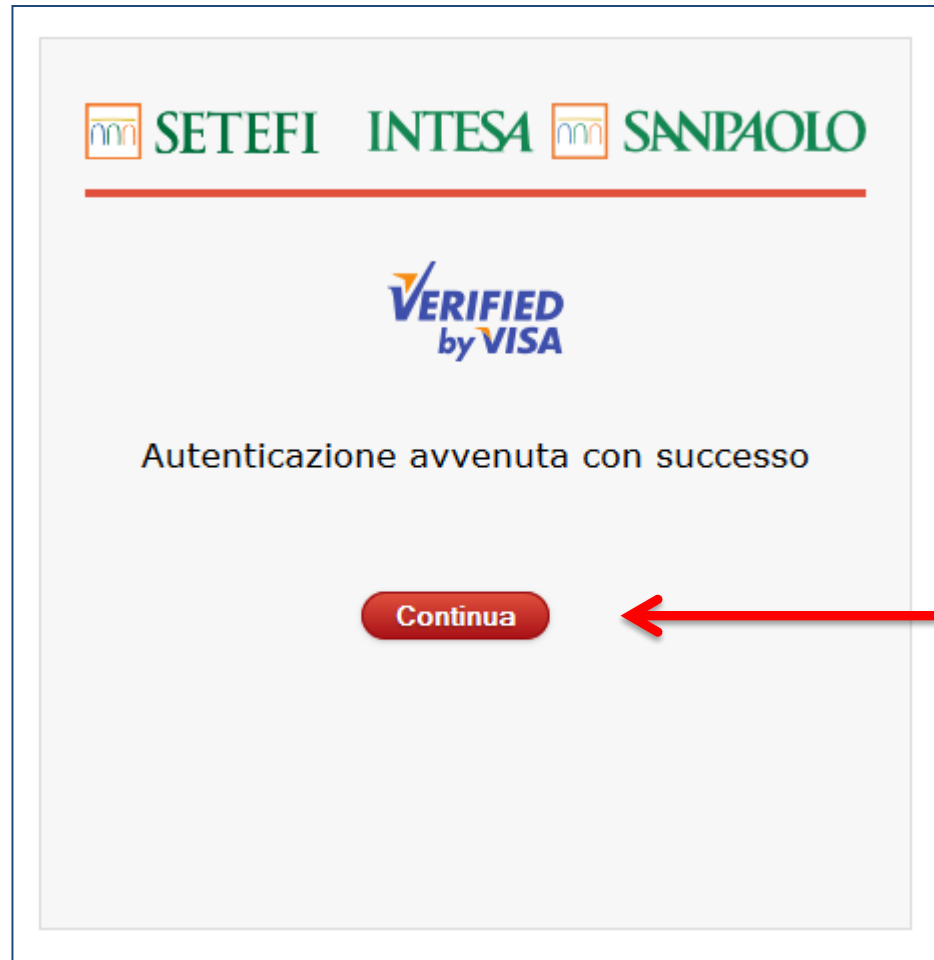 SETEFI INTESA SANPAOLO
VERIFIED
by VISA
Autenticazione avvenuta con successo
Continua